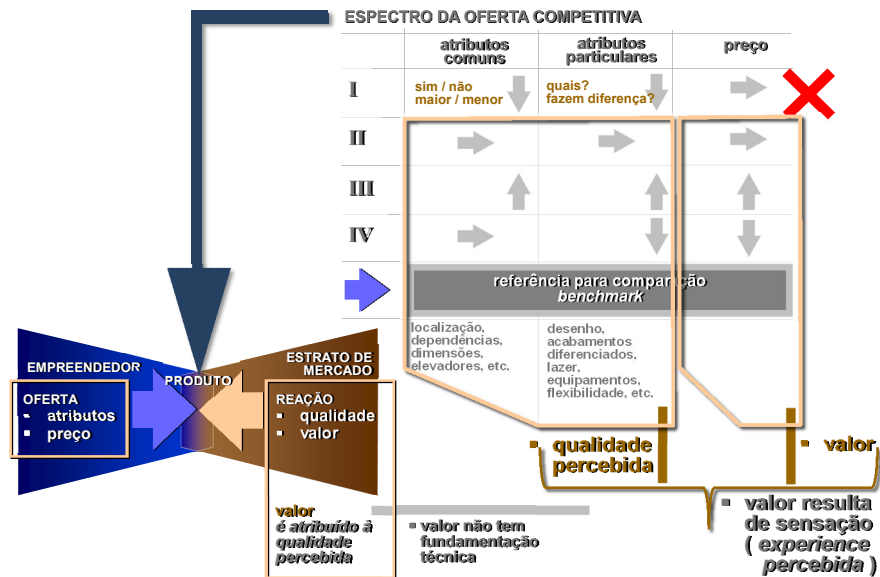 ESPECTRO DA OFERTA COMPETITIVA
atributos
comuns
atributos
particulares
preço
I
sim / não
maior / menor
quais?
fazem diferença?
II
III
IV
referência para comparação
benchmark
localização,
dependências,
dimensões,
elevadores, etc.
desenho,
acabamentos
diferenciados,
lazer,
equipamentos,
flexibilidade, etc.
EMPREENDEDOR
PRODUTO
ESTRATO DE
MERCADO
OFERTA
▪ atributos
▪ preço
REAÇÃO
▪ qualidade
▪ valor
▪ qualidade
percebida
▪ valor
valor
é atribuído à
qualidade
percebida
▪ valor não tem
fundamentação
técnica
▪ valor resulta
de sensação
( experience
percebida )